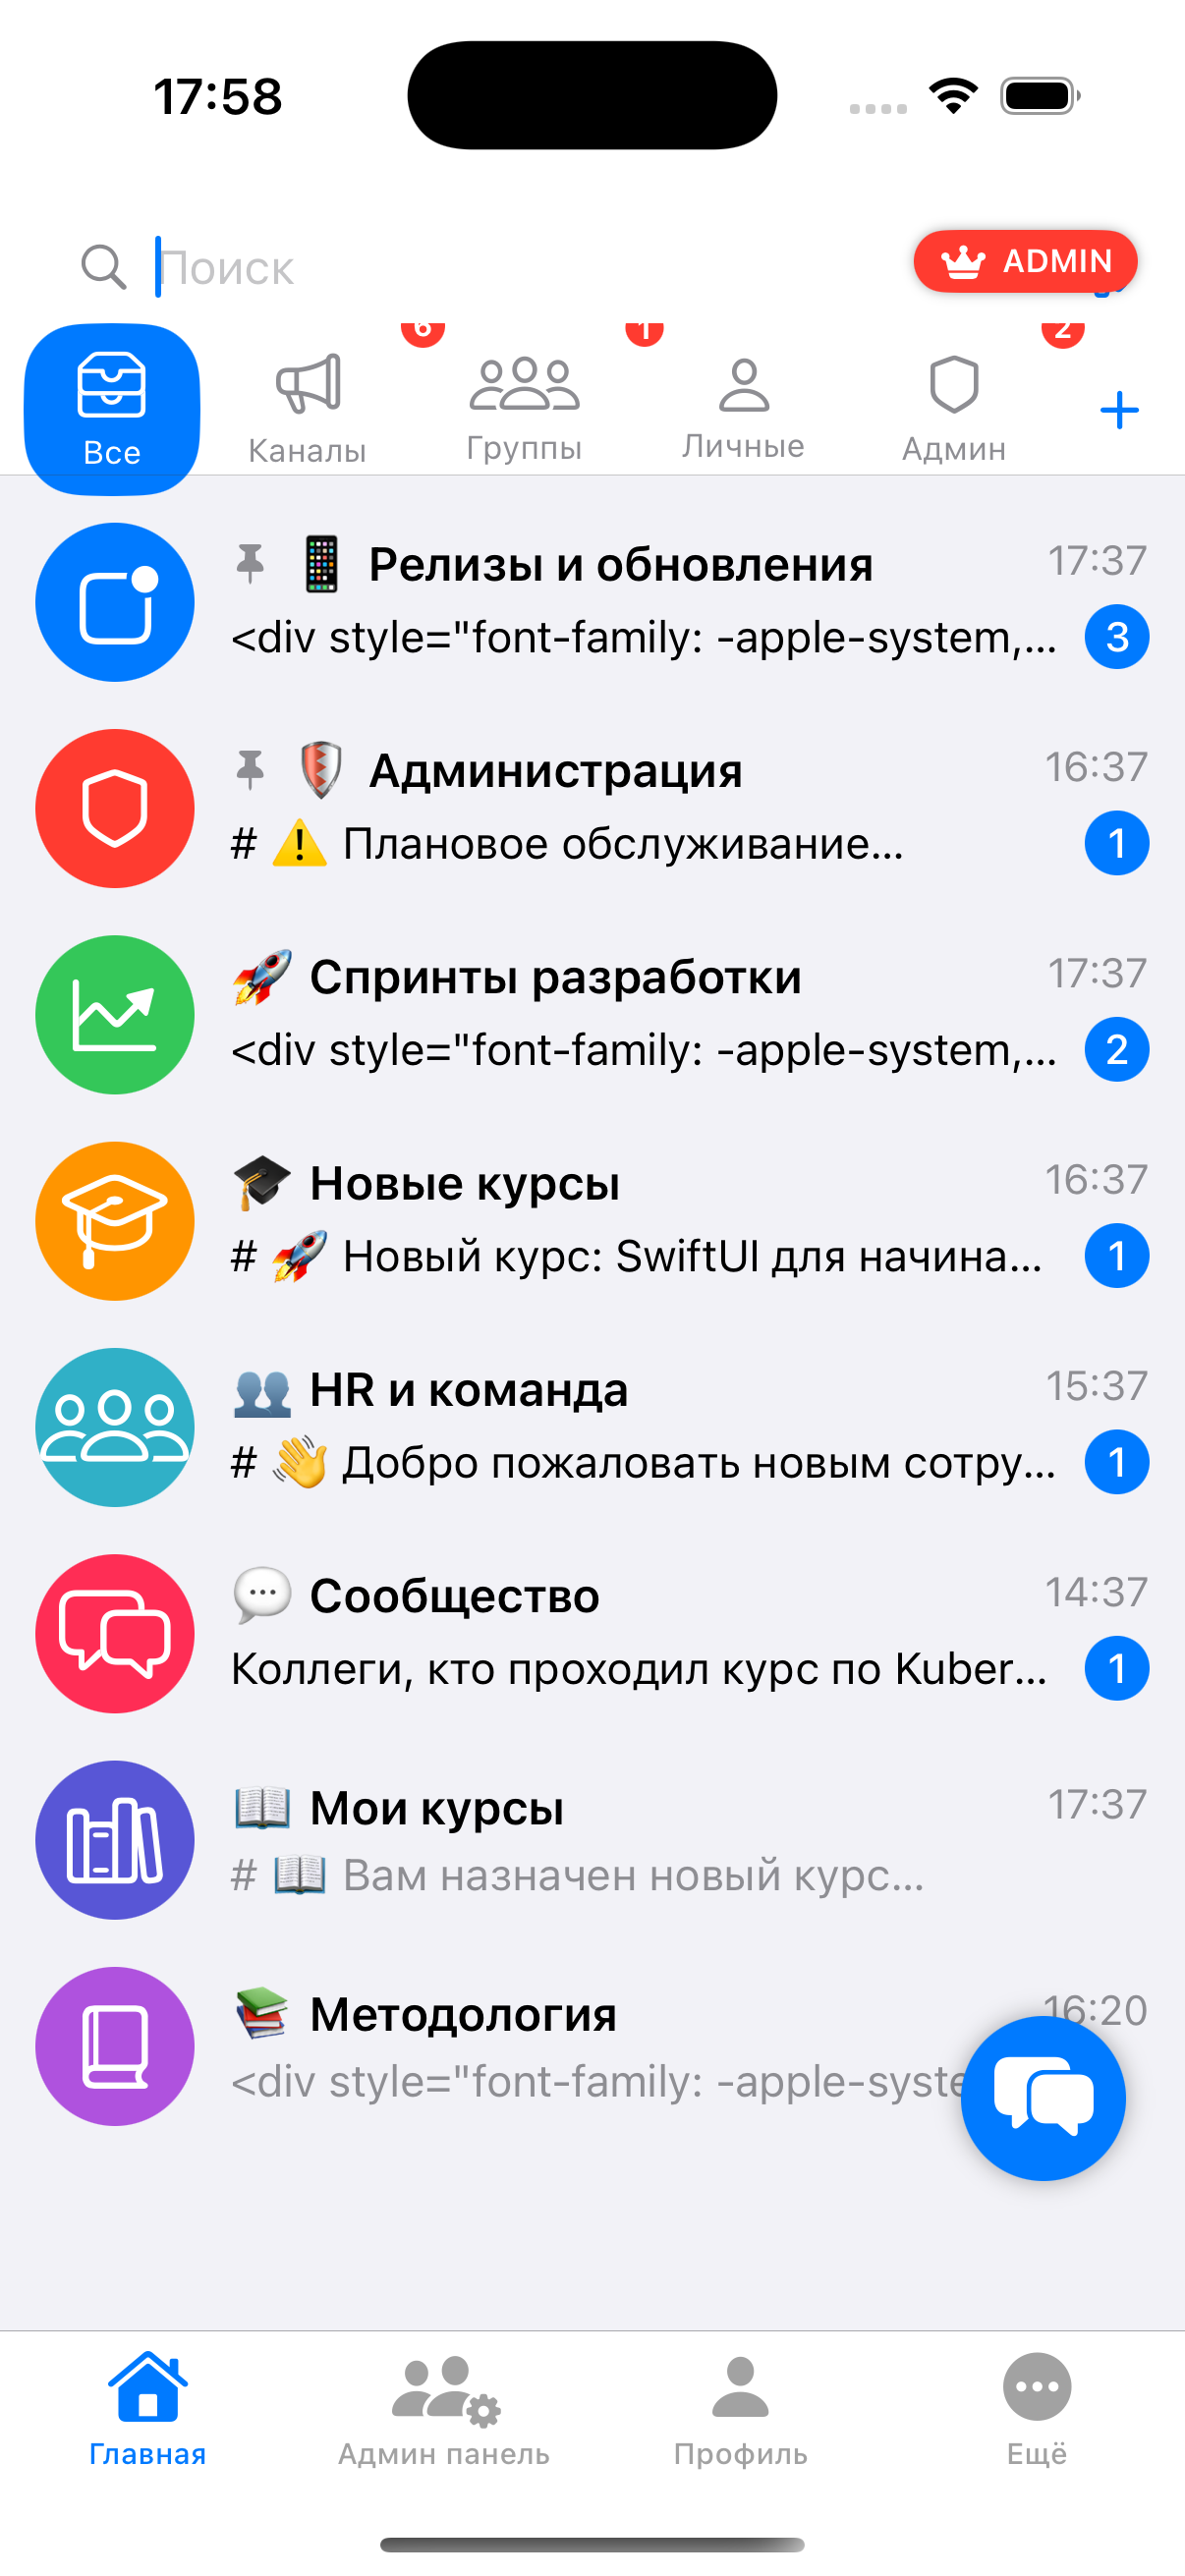 17:58
Поиск
ADMIN
6
1
2
Все
Каналы
Группы
Личные
Админ
Релизы и обновления
17:37
<div style="font-family: -apple-system,...
3
Администрация
16:37
# ⚠️ Плановое обслуживание...
1
🚀 Спринты разработки
17:37
<div style="font-family: -apple-system,...
2
🎓 Новые курсы
16:37
# 🚀 Новый курс: SwiftUI для начина...
1
👥 HR и команда
15:37
# 👋 Добро пожаловать новым сотру...
1
💬 Сообщество
14:37
Коллеги, кто проходил курс по Kuber...
1
📖 Мои курсы
17:37
# 📖 Вам назначен новый курс...
📚 Методология
16:20
<div style="font-family: -apple-syste
Главная
Админ панель
Профиль
Ещё